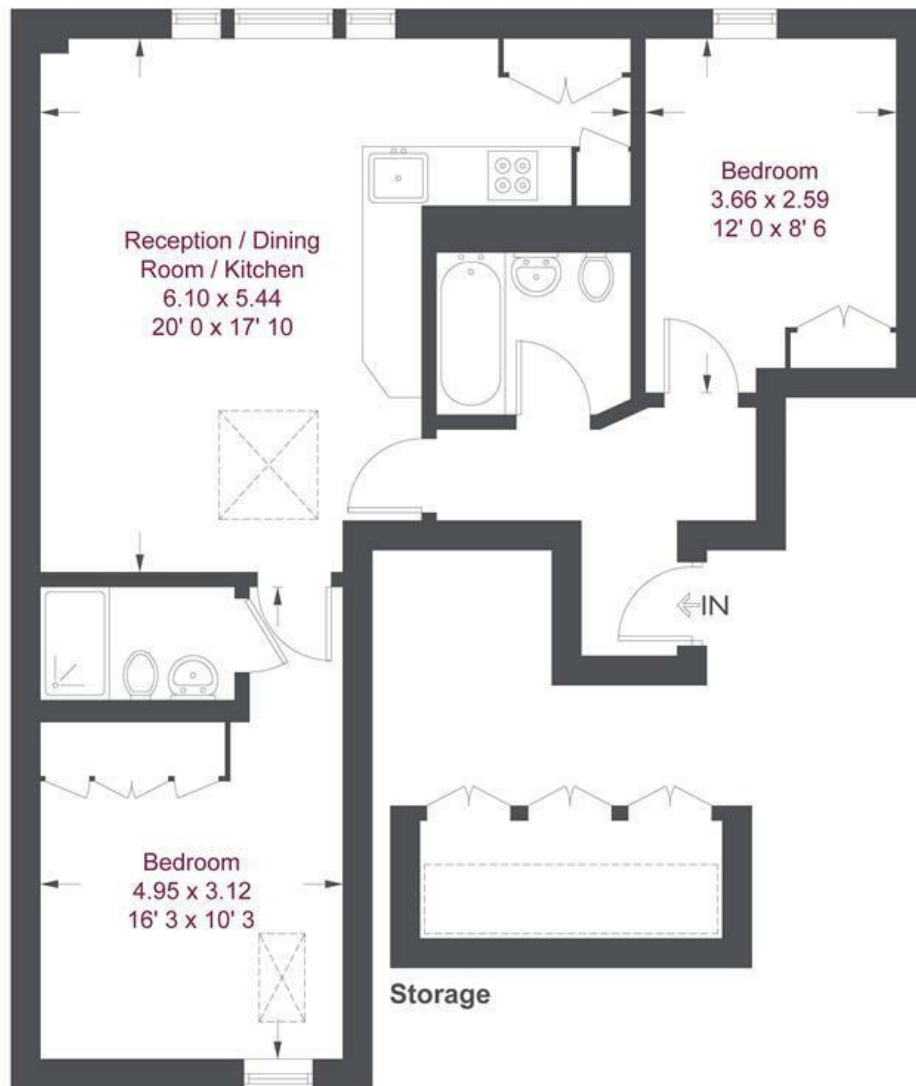 Reception / Dining
Room / Kitchen
6.10 x 5.44
20' 0 x 17' 10
Bedroom
3.66 x 2.59
12' 0 x 8' 6
IN
Bedroom
4.95 x 3.12
16' 3 x 10' 3
Storage